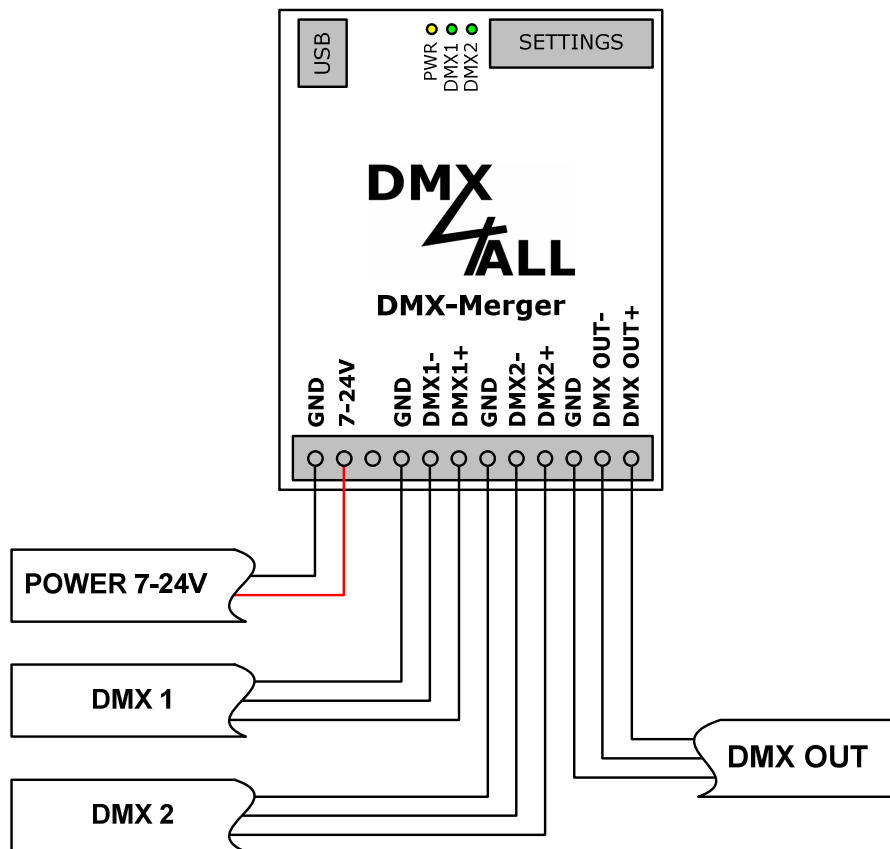 USB
PWR
DMX1
DMX2
SETTINGS
DMX
4
ALL
DMX-Merger
GND
7-24V
GND
DMX1-
DMX1+
GND
DMX2-
DMX2+
GND
DMX OUT-
DMX OUT+
POWER 7-24V
DMX 1
DMX 2
DMX OUT